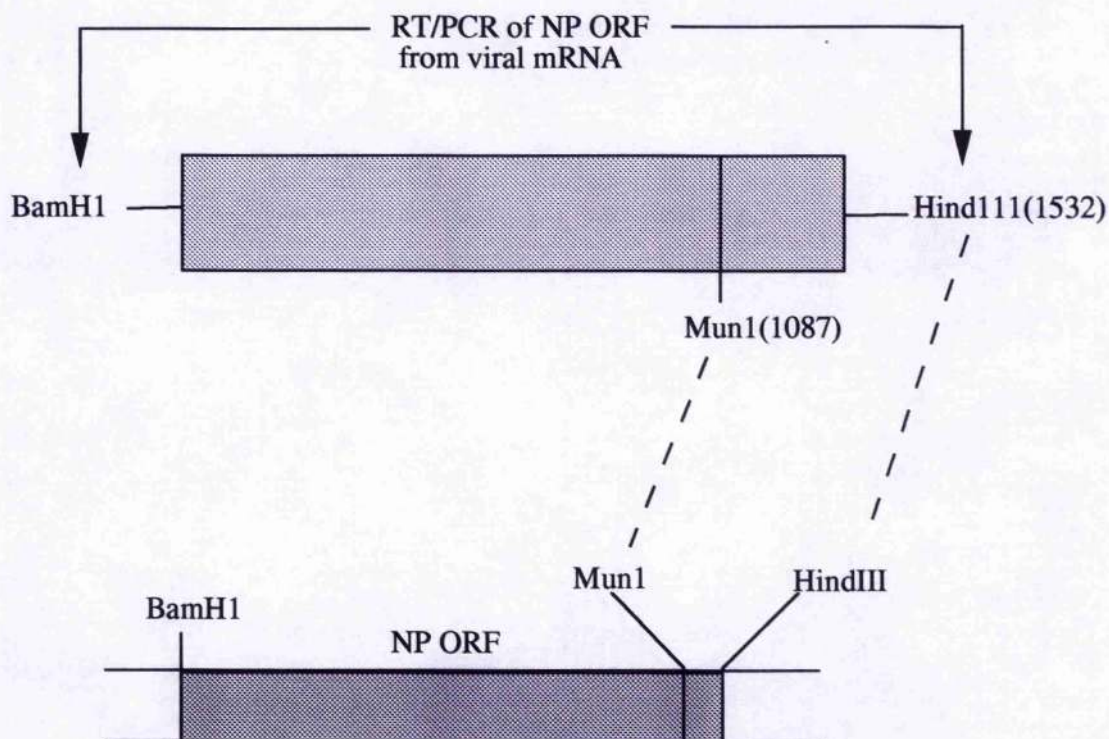 RT/PCR of NP ORF
from viral mRNA
BamH1
Hind111(1532)
Mun1(1087)
Mun1
HindIII
BamH1
NP ORF